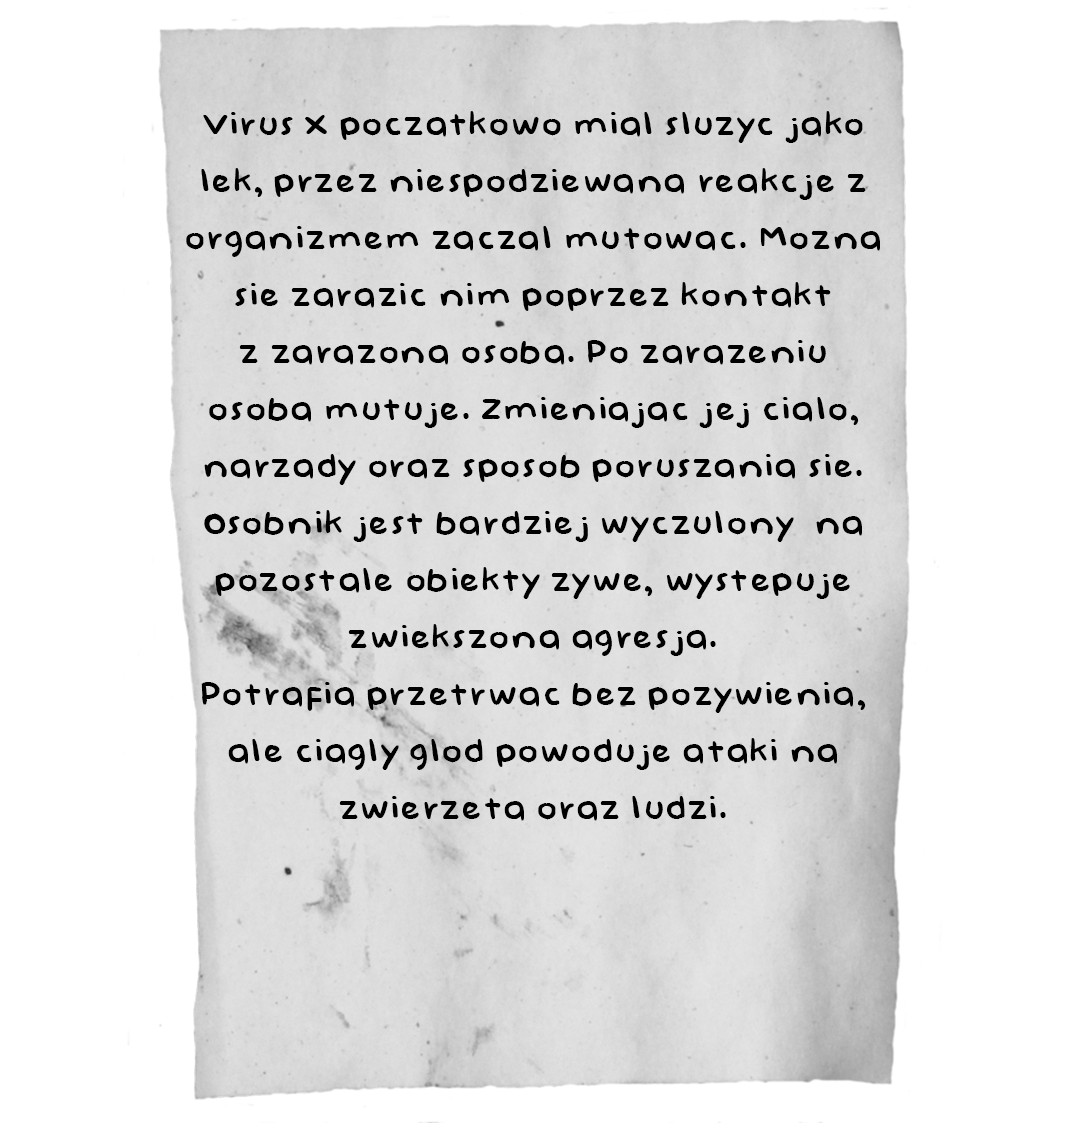 Virus X poczatkowo mial sluzyc jako
lek, przez niespodziewana reakcje z
organizmem zaczal mutowac. Mozna
sie zarazic nim poprzez kontakt
z zarazona osoba. Po zarazeniu
osoba mutuje. Zmieniajac jej cialo,
narzady oraz sposob poruszania sie.
Osobnik jest bardziej wyczulony na
pozostale obiekty zywe, wystepuje
zwiekszona agresja.
Potrafia przetrwac bez pozywienia,
ale ciagly glod powoduje ataki na
zwierzeta oraz ludzi.